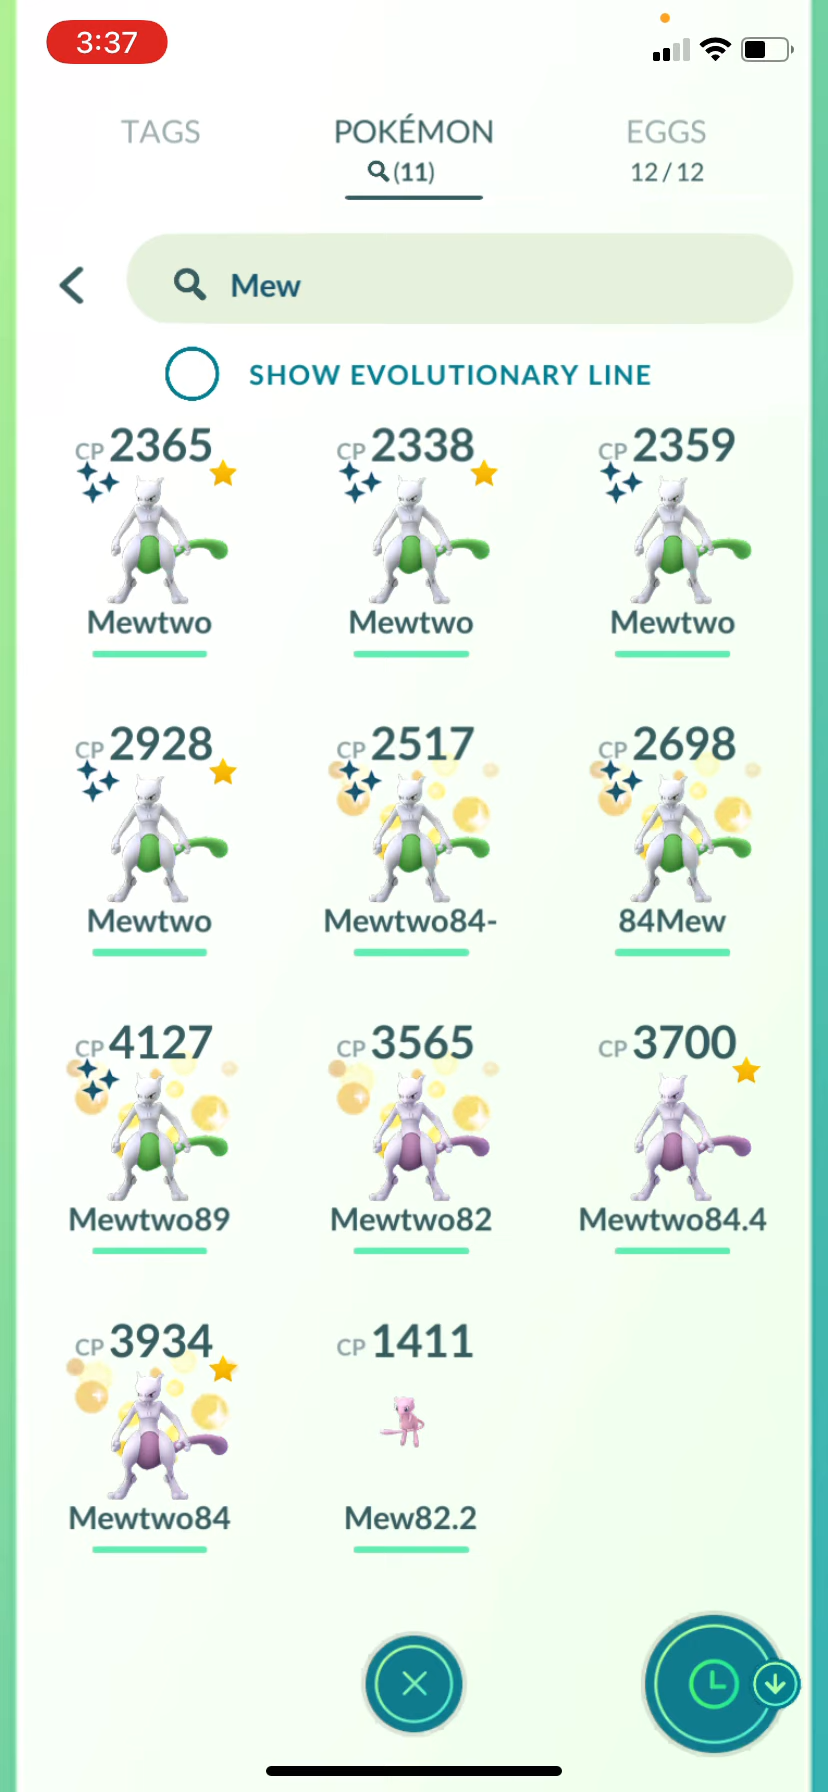 3:37
TAGS POKÉMON EGGS
(11) 12 / 12
Mew
SHOW EVOLUTIONARY LINE
CP 2365 CP 2338 CP 2359
Mewtwo Mewtwo Mewtwo
CP 2928 CP 2517 CP 2698
Mewtwo Mewtwo84- 84Mew
CP 4127 CP 3565 CP 3700
Mewtwo89 Mewtwo82 Mewtwo84.4
CP 3934 CP 1411
Mewtwo84 Mew82.2